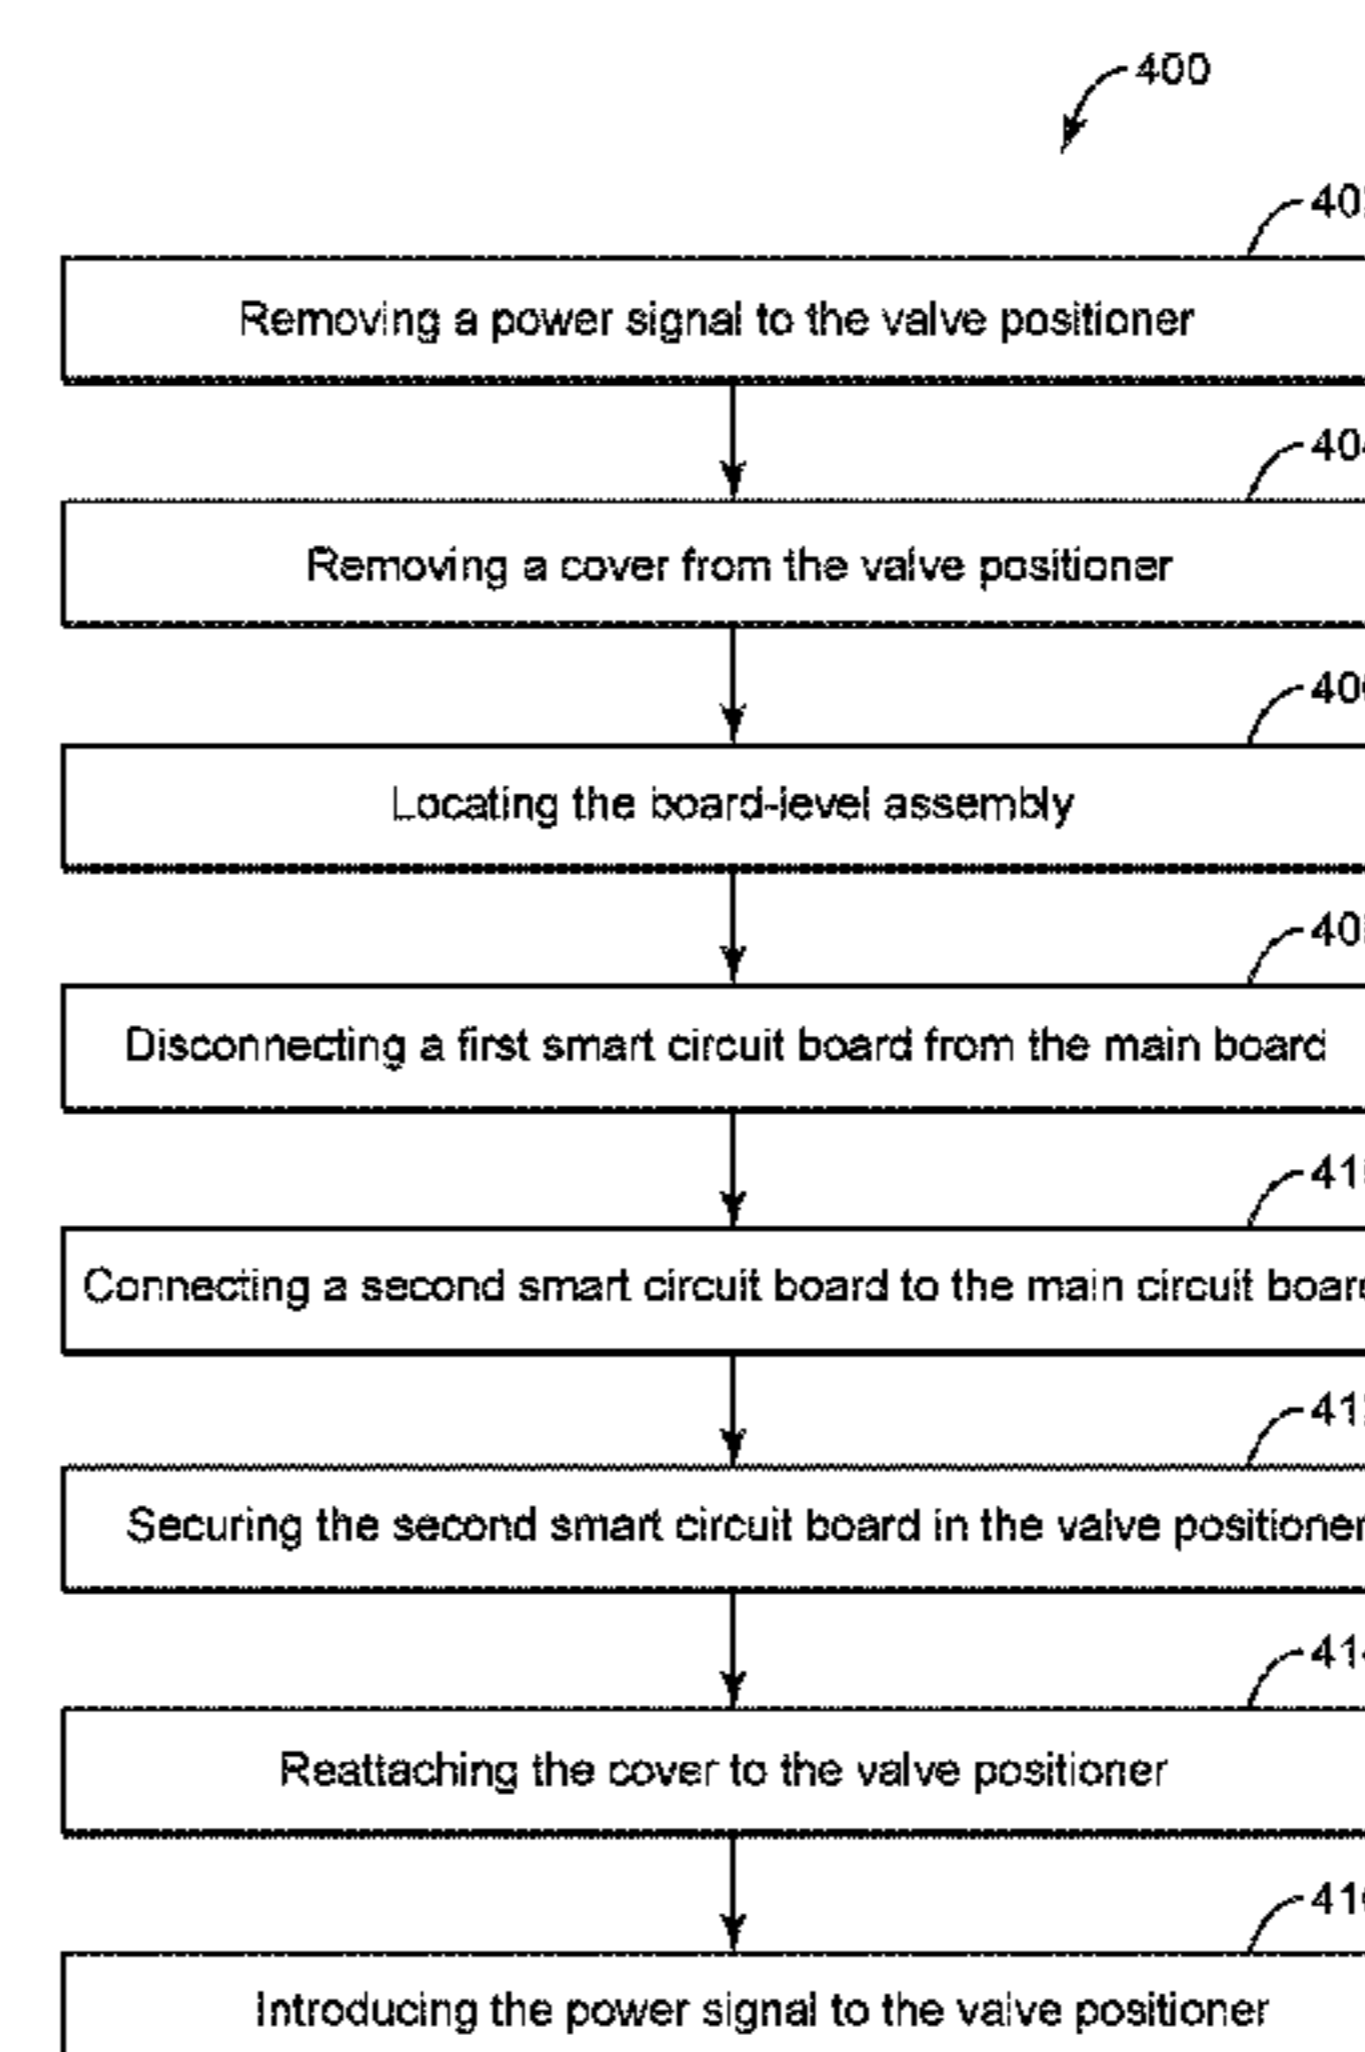 400
Removing a power signal to the valve positioner
Removing a cover from the valve positioner
Locating the board-level assembly
Disconnecting a first smart circuit board from the main board
Connecting a second smart circuit board to the main circuit board
Securing the second smart circuit board in the valve positioner
Reattaching the cover to the valve positioner
Introducing the power signal to the valve positioner